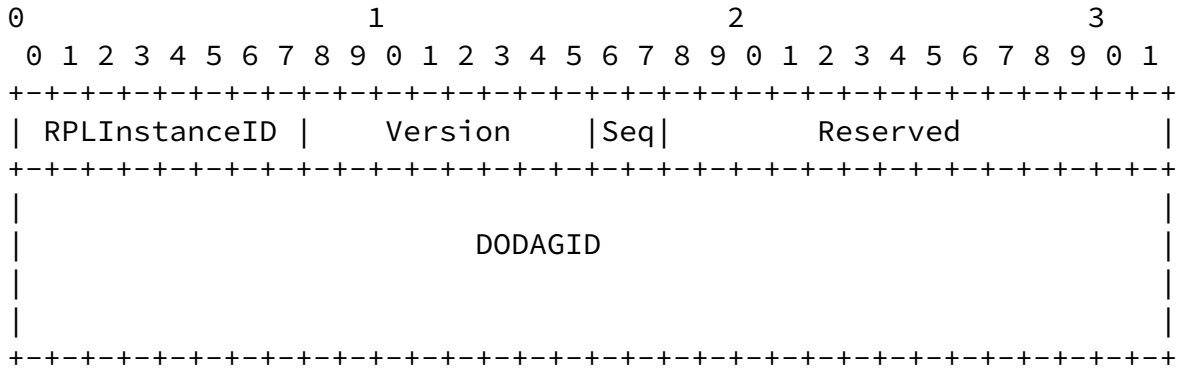 0                   1                   2                   3
 0 1 2 3 4 5 6 7 8 9 0 1 2 3 4 5 6 7 8 9 0 1 2 3 4 5 6 7 8 9 0 1
+-+-+-+-+-+-+-+-+-+-+-+-+-+-+-+-+-+-+-+-+-+-+-+-+-+-+-+-+-+-+-+-+
| RPLInstanceID |    Version    |Seq|        Reserved           |
+-+-+-+-+-+-+-+-+-+-+-+-+-+-+-+-+-+-+-+-+-+-+-+-+-+-+-+-+-+-+-+-+
|                                                               |
|                         DODAGID                               |
|                                                               |
|                                                               |
+-+-+-+-+-+-+-+-+-+-+-+-+-+-+-+-+-+-+-+-+-+-+-+-+-+-+-+-+-+-+-+-+